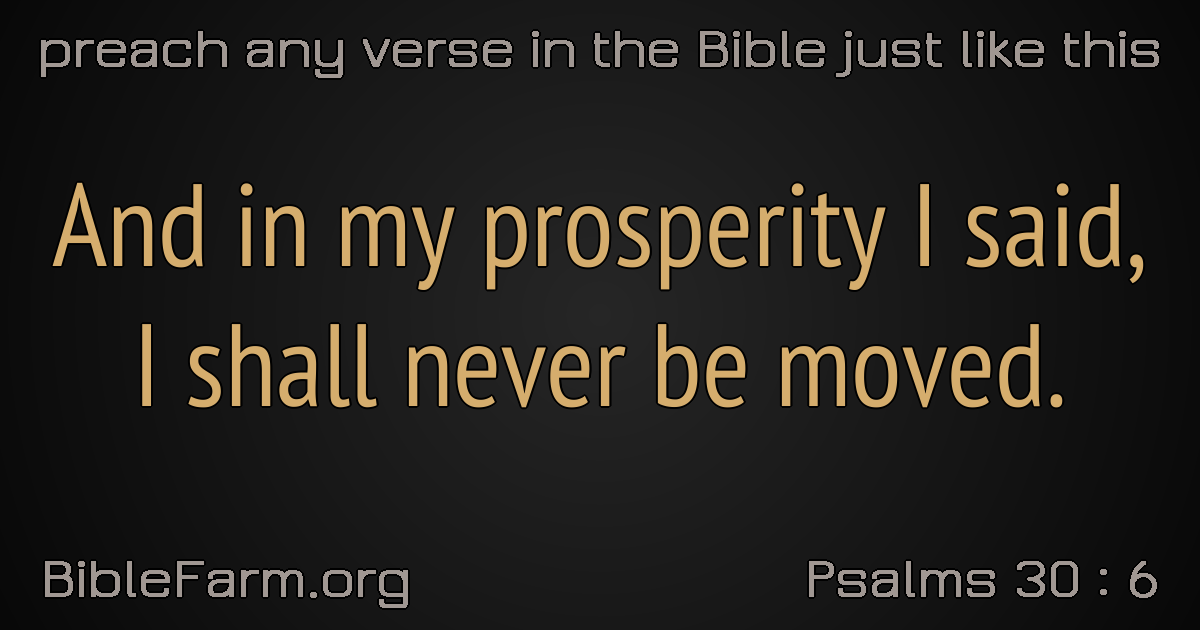 preach any verse in the Bible just like this
And in my prosperity I said,
I shall never be moved.
BibleFarm.org
Psalms 30 : 6